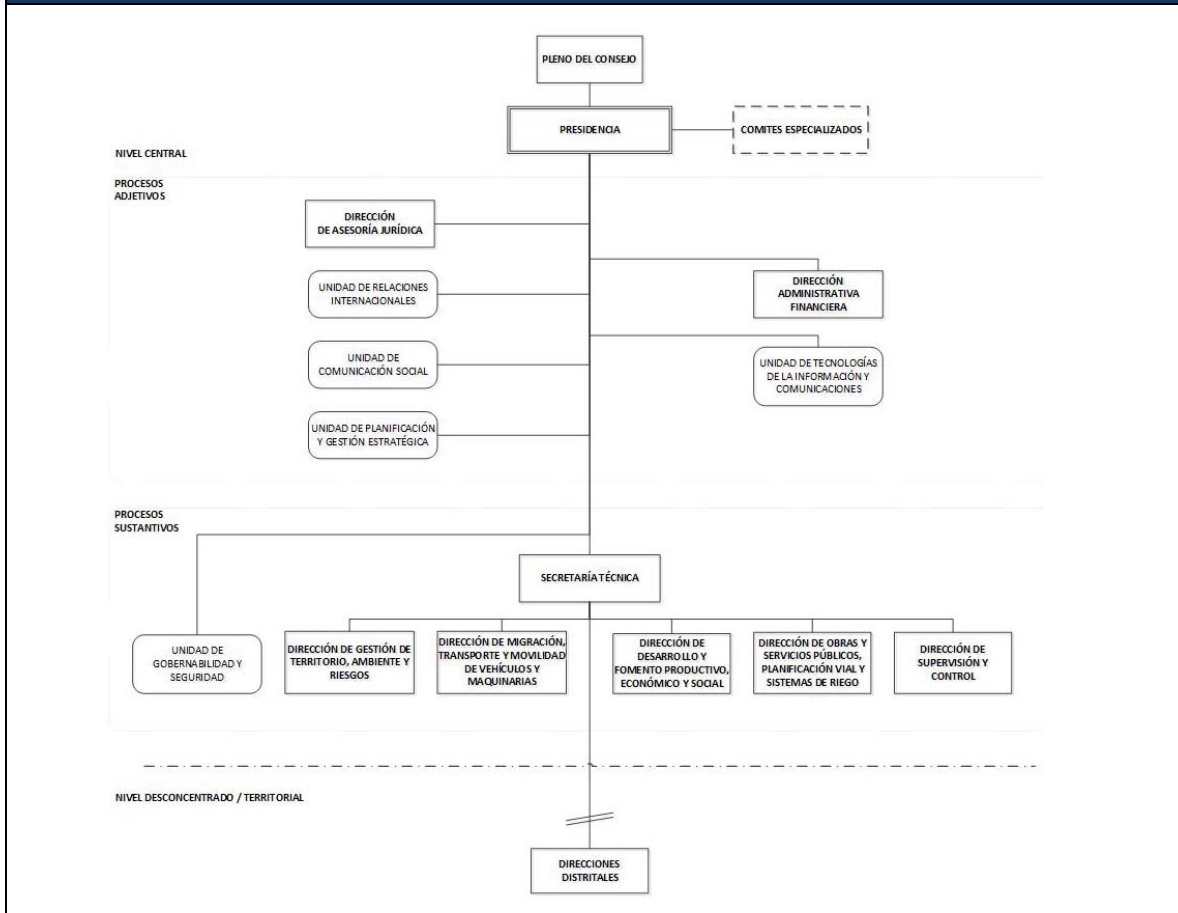 PLENO DEL CONSEJO
PRESIDENCIA
COMITES ESPECIALIZADOS
NIVEL CENTRAL
PROCESOS
ADJETIVOS
DIRECCIÓN
DE ASESORÍA JURÍDICA
UNIDAD DE RELACIONES
INTERNACIONALES
DIRECCIÓN
ADMINISTRATIVA
FINANCIERA
UNIDAD DE
COMUNICACIÓN SOCIAL
UNIDAD DE TECNOLOGÍAS
DE LA INFORMACIÓN Y
COMUNICACIONES
UNIDAD DE PLANIFICACIÓN
Y GESTIÓN ESTRATÉGICA
PROCESOS
SUSTANTIVOS
SECRETARÍA TÉCNICA
UNIDAD DE
GOBERNABILIDAD Y
SEGURIDAD
DIRECCIÓN DE GESTIÓN DE
TERRITORIO, AMBIENTE Y
RIESGOS
DIRECCIÓN DE MIGRACIÓN,
TRANSPORTE Y MOVILIDAD
DE VEHÍCULOS Y
MAQUINARIAS
DIRECCIÓN DE
DESARROLLO Y
FOMENTO PRODUCTIVO,
ECONÓMICO Y SOCIAL
DIRECCIÓN DE OBRAS Y
SERVICIOS PÚBLICOS,
PLANIFICACIÓN VIAL Y
SISTEMAS DE RIEGO
DIRECCIÓN DE
SUPERVISIÓN Y
CONTROL
NIVEL DESCONCENTRADO / TERRITORIAL
DIRECCIONES
DISTRITALES